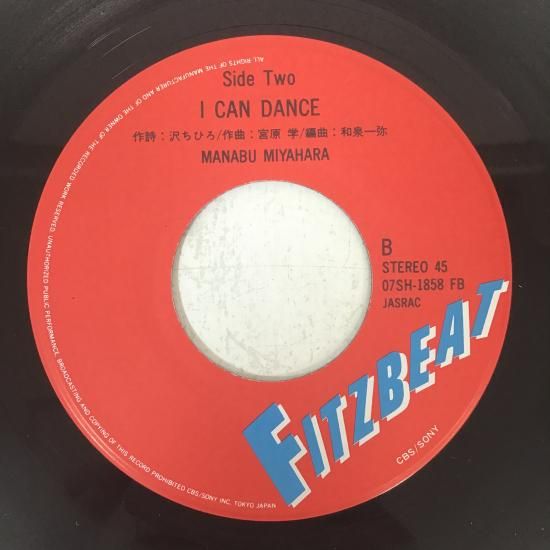 Side Two
I CAN DANCE
作詩：沢ちひろ/作曲：宮原 学/編曲：和泉一弥
MANABU MIYAHARA
B
STEREO 45
07SH-1858 FB
JASRAC
FITZBEAT
CBS/SONY
ALL RIGHTS OF THE MANUFACTURER AND OF THE OWNER OF THE RECORDED WORK RESERVED. UNAUTHORIZED PUBLIC PERFORMANCE, BROADCASTING AND COPYING OF THIS RECORD PROHIBITED CBS/SONY INC. TOKYO JAPAN